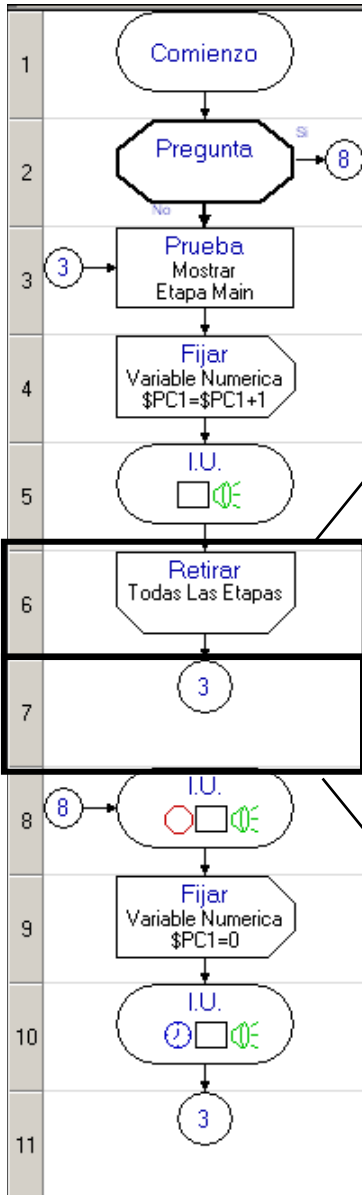 1
Comienzo
2
Pregunta
Si
8
No
3
3
Prueba
Mostrar
Etapa Main
4
Fijar
Variable Numerica
$PC1=$PC1+1
5
I.U.
6
Retirar
Todas Las Etapas
7
3
8
8
I.U.
9
Fijar
Variable Numerica
$PC1=0
10
I.U.
11
3